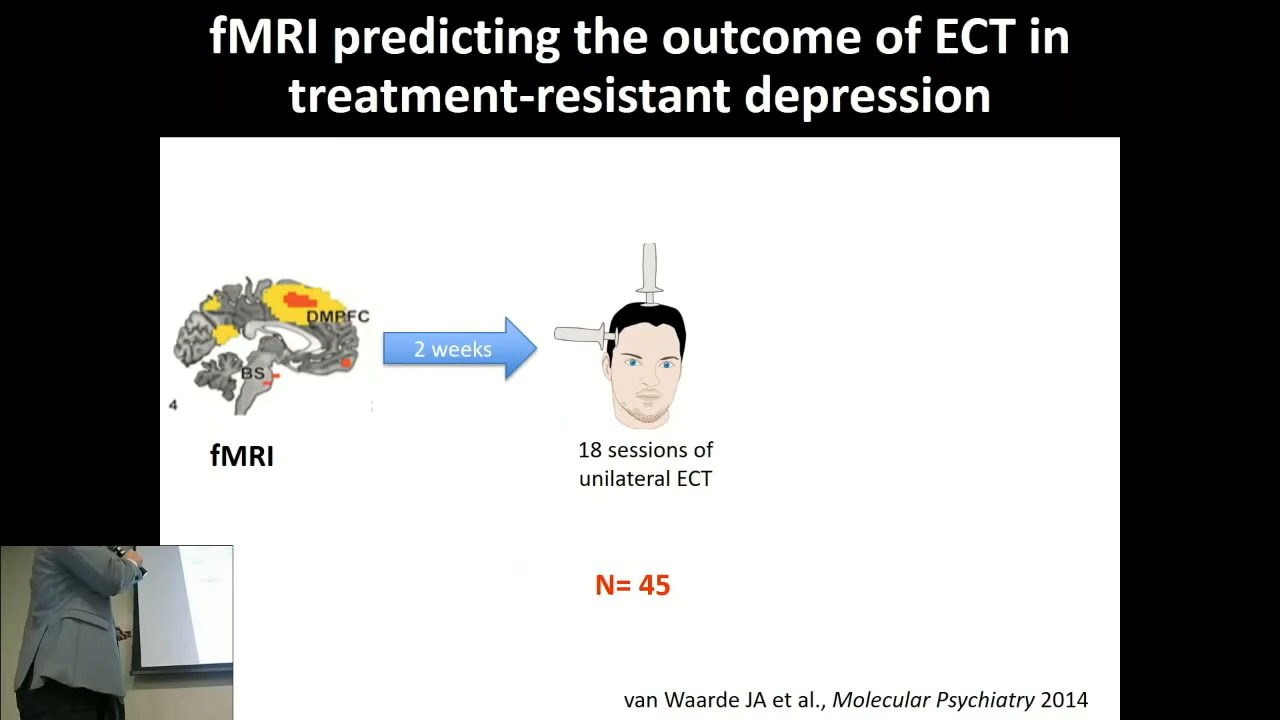 fMRI predicting the outcome of ECT in
treatment-resistant depression
DMPFC
BS
4
fMRI
2 weeks
18 sessions of
unilateral ECT
N= 45
van Waarde JA et al., Molecular Psychiatry 2014